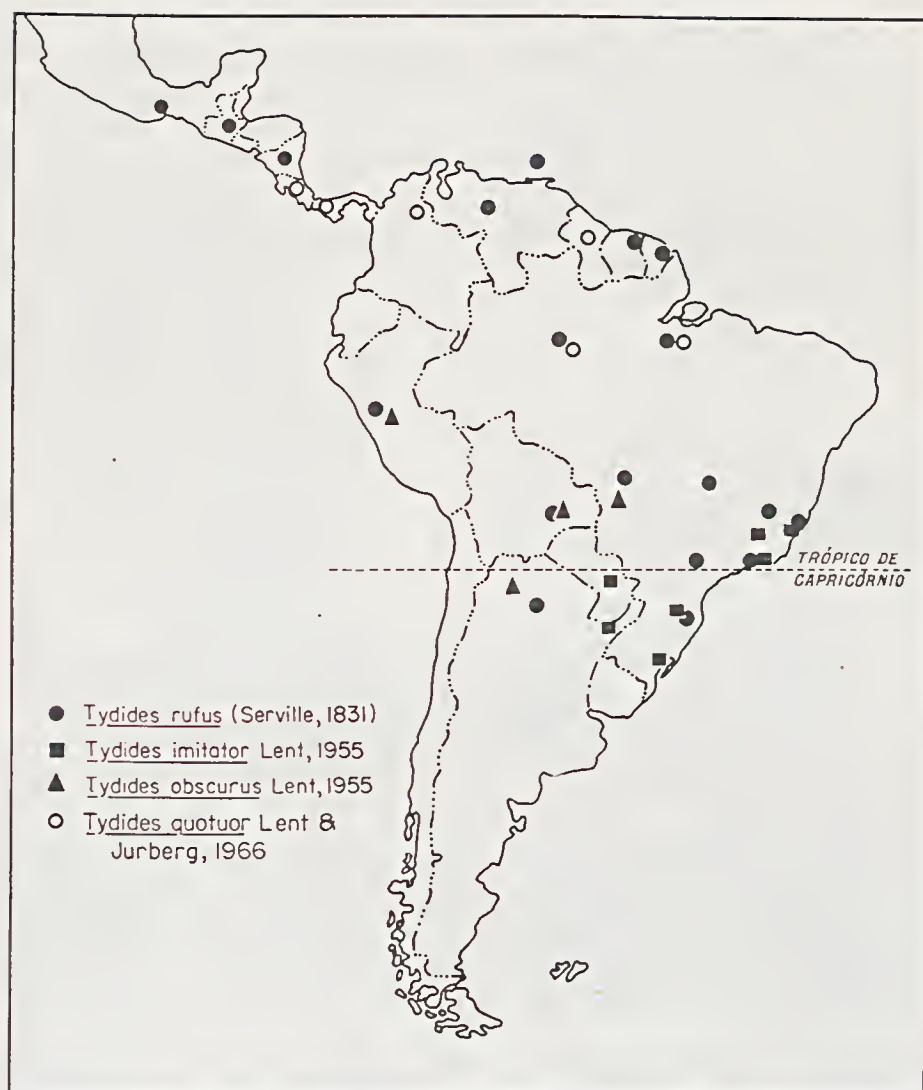 TRÓPICO DE
CAPRICÓRNIO
Tydides rufus (Serville, 1831)
Tydides imitator Lent, 1955
Tydides obscurus Lent, 1955
Tydides quotuor Lent &
Jurberg, 1966